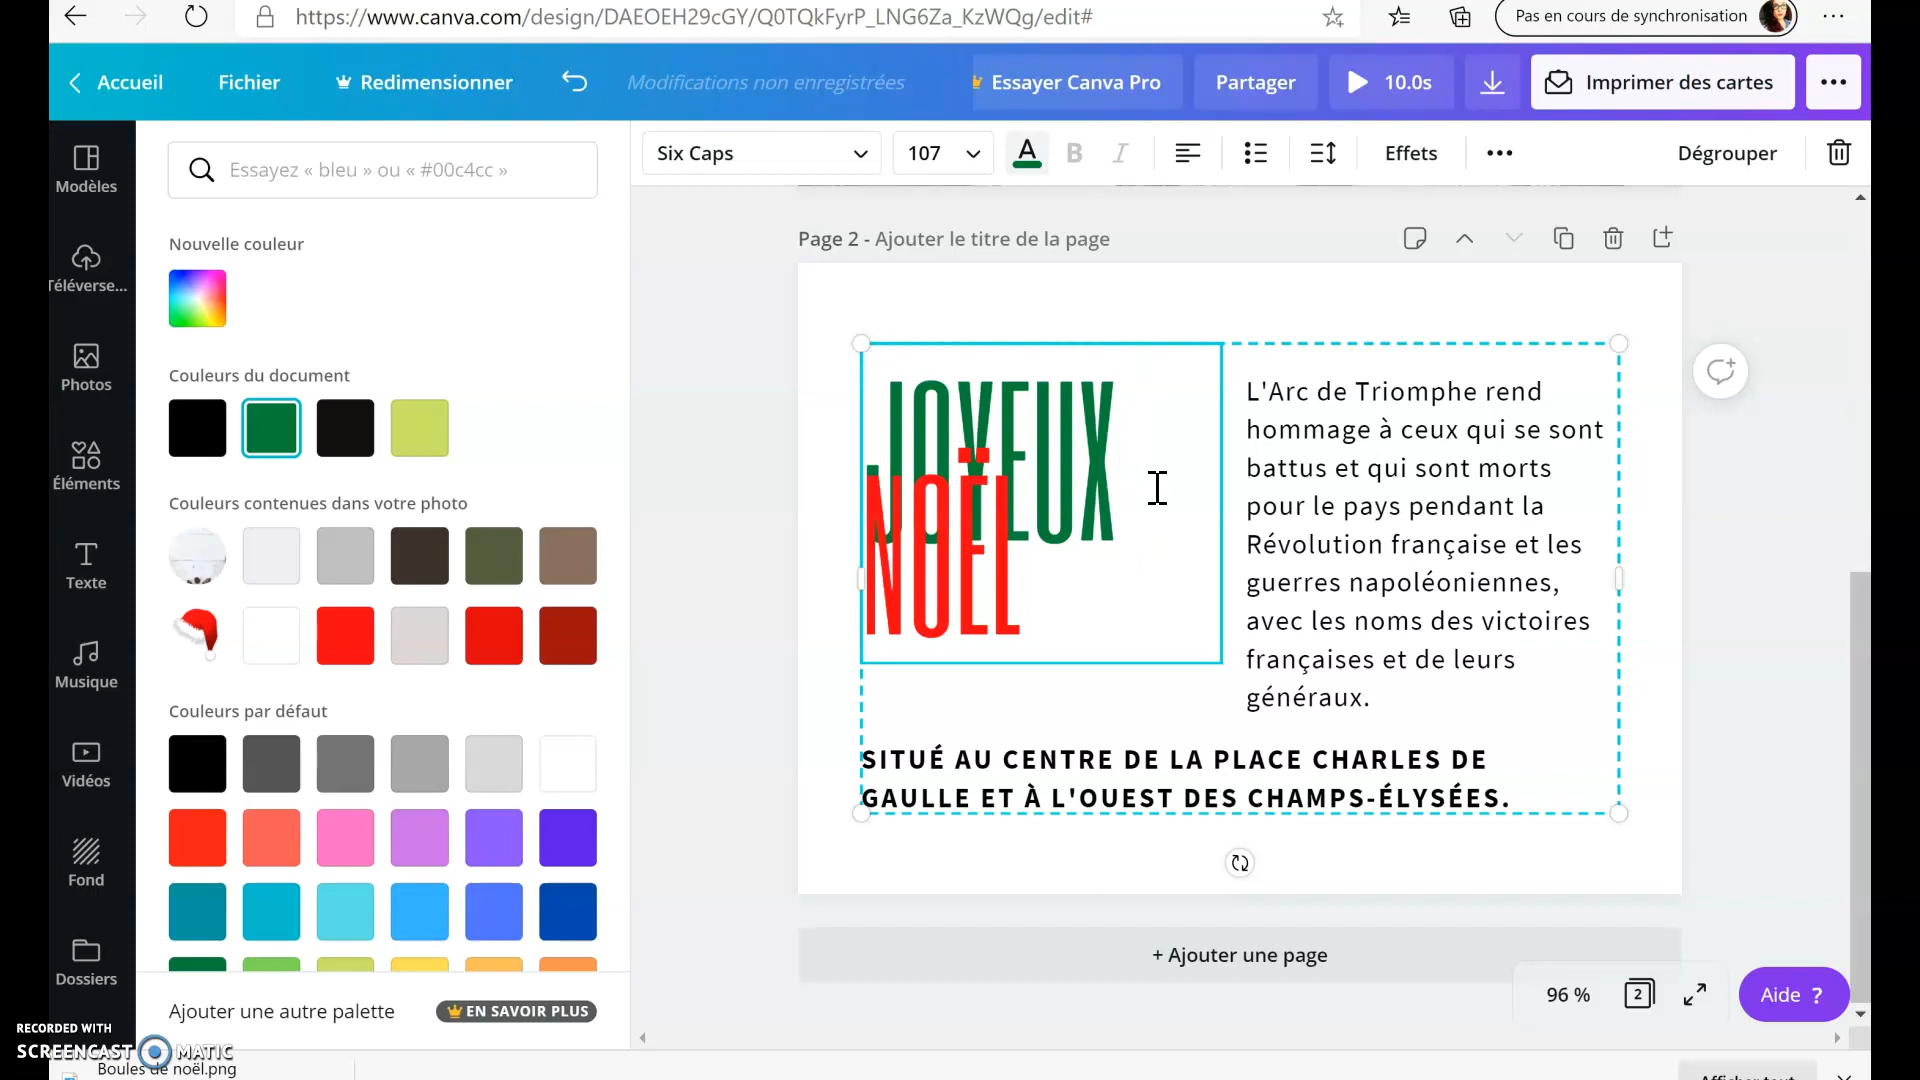 https://www.canva.com/design/DAEOEH29cGY/Q0TQkFyrP_LNG6Za_KzWQg/edit#
Pas en cours de synchronisation
Accueil
Fichier
Redimensionner
Modifications non enregistrées
Essayer Canva Pro
Partager
10.0s
Imprimer des cartes
Modèles
Téléverse...
Photos
Éléments
Texte
Musique
Vidéos
Fond
Dossiers
Essayez « bleu » ou « #00c4cc »
Nouvelle couleur
Couleurs du document
Couleurs contenues dans votre photo
Couleurs par défaut
Ajouter une autre palette
EN SAVOIR PLUS
Six Caps
107
A
B
I
Effets
Dégrouper
Page 2 - Ajouter le titre de la page
JOYEUX
NOËL
L'Arc de Triomphe rend
hommage à ceux qui se sont
battus et qui sont morts
pour le pays pendant la
Révolution française et les
guerres napoléoniennes,
avec les noms des victoires
françaises et de leurs
généraux.
SITUÉ AU CENTRE DE LA PLACE CHARLES DE
GAULLE ET À L'OUEST DES CHAMPS-ÉLYSÉES.
+ Ajouter une page
96 %
2
Aide ?
RECORDED WITH
SCREENCAST MATIC
Boules de noël.png
Afficher tout